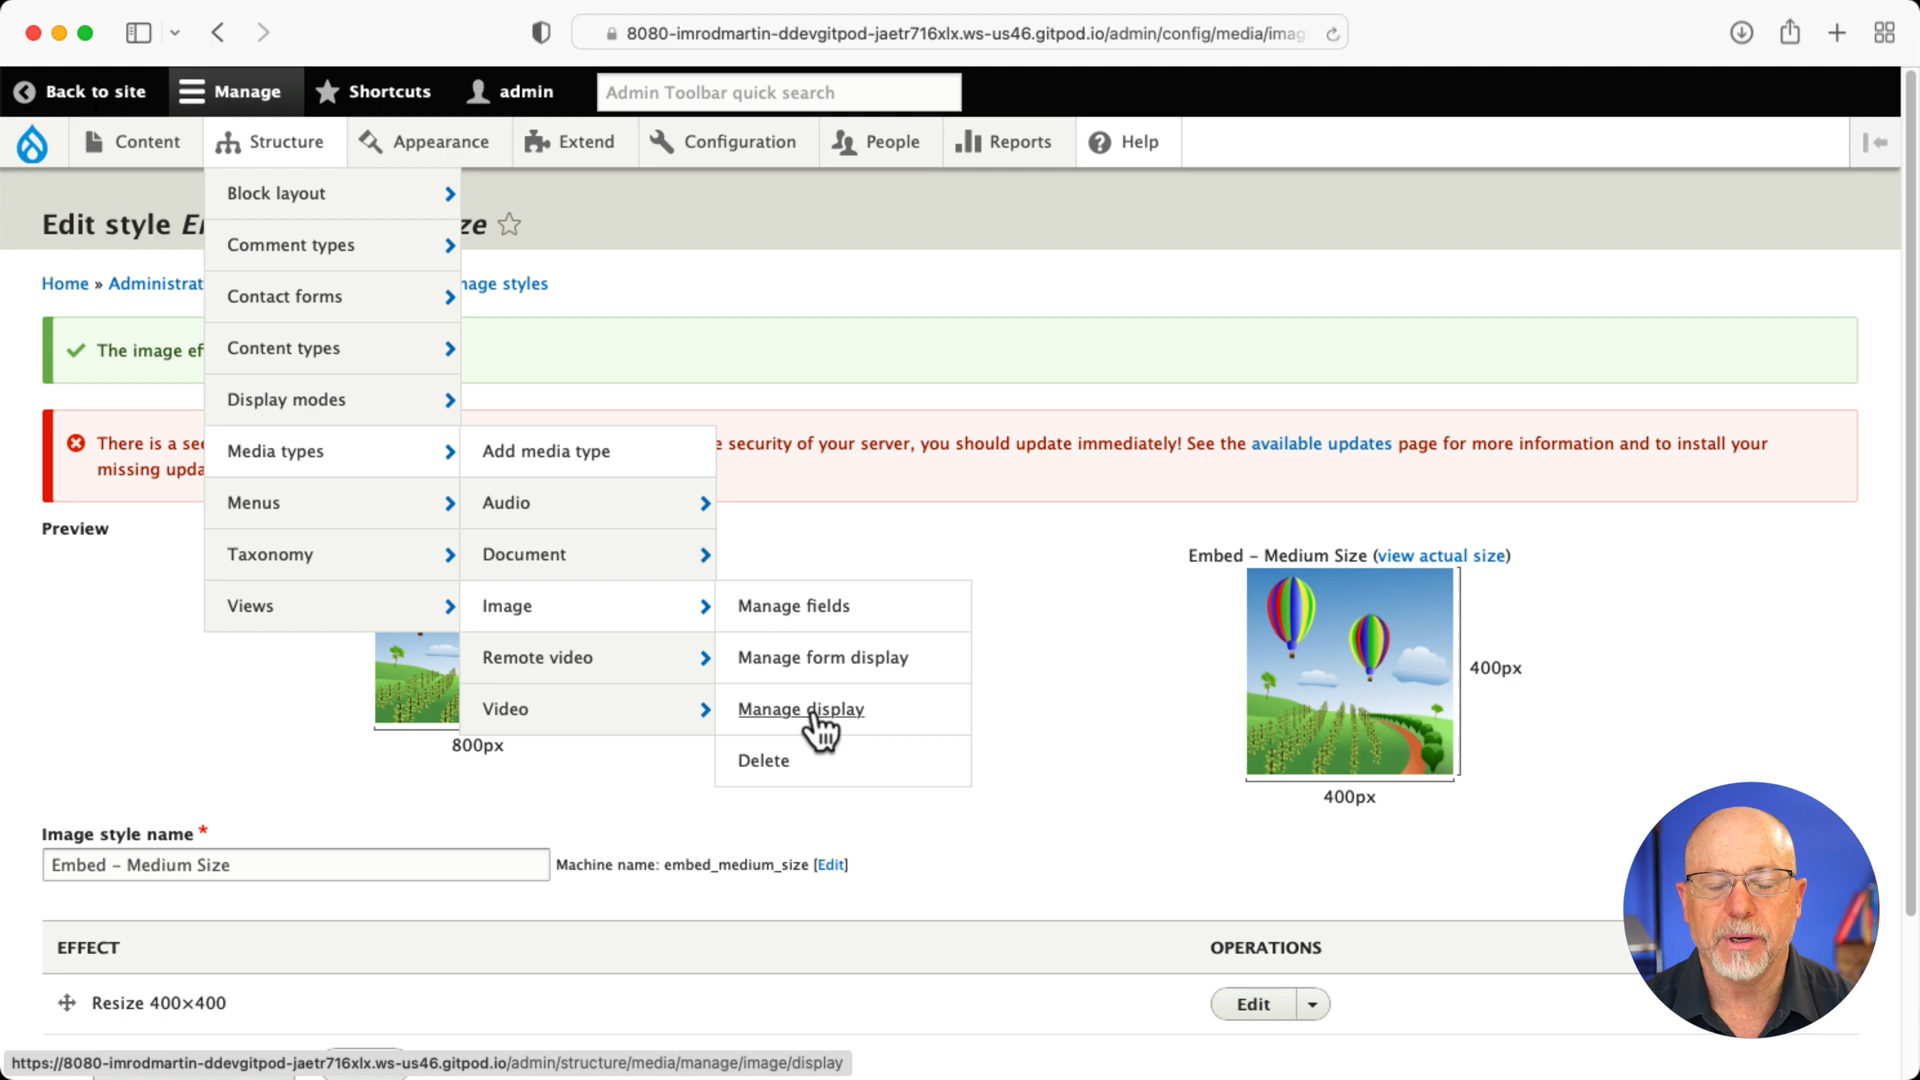 8080-imrodmartin-ddevgitpod-jaetr716xlx.ws-us46.gitpod.io/admin/config/media/imag
Back to site
Manage
Shortcuts
admin
Admin Toolbar quick search
Content
Structure
Appearance
Extend
Configuration
People
Reports
Help
Block layout
Edit style E ze
Comment types
Home » Administrat mage styles
Contact forms
The image ef
Content types
Display modes
There is a sec e security of your server, you should update immediately! See the available updates page for more information and to install your
missing upda
Media types
Add media type
Menus
Audio
Preview
Taxonomy
Document
Embed – Medium Size (view actual size)
Views
Image
Manage fields
Remote video
Manage form display
400px
Video
Manage display
800px
Delete
400px
Image style name *
Embed – Medium Size
Machine name: embed_medium_size [Edit]
EFFECT
OPERATIONS
Resize 400×400
Edit
https://8080-imrodmartin-ddevgitpod-jaetr716xlx.ws-us46.gitpod.io/admin/structure/media/manage/image/display